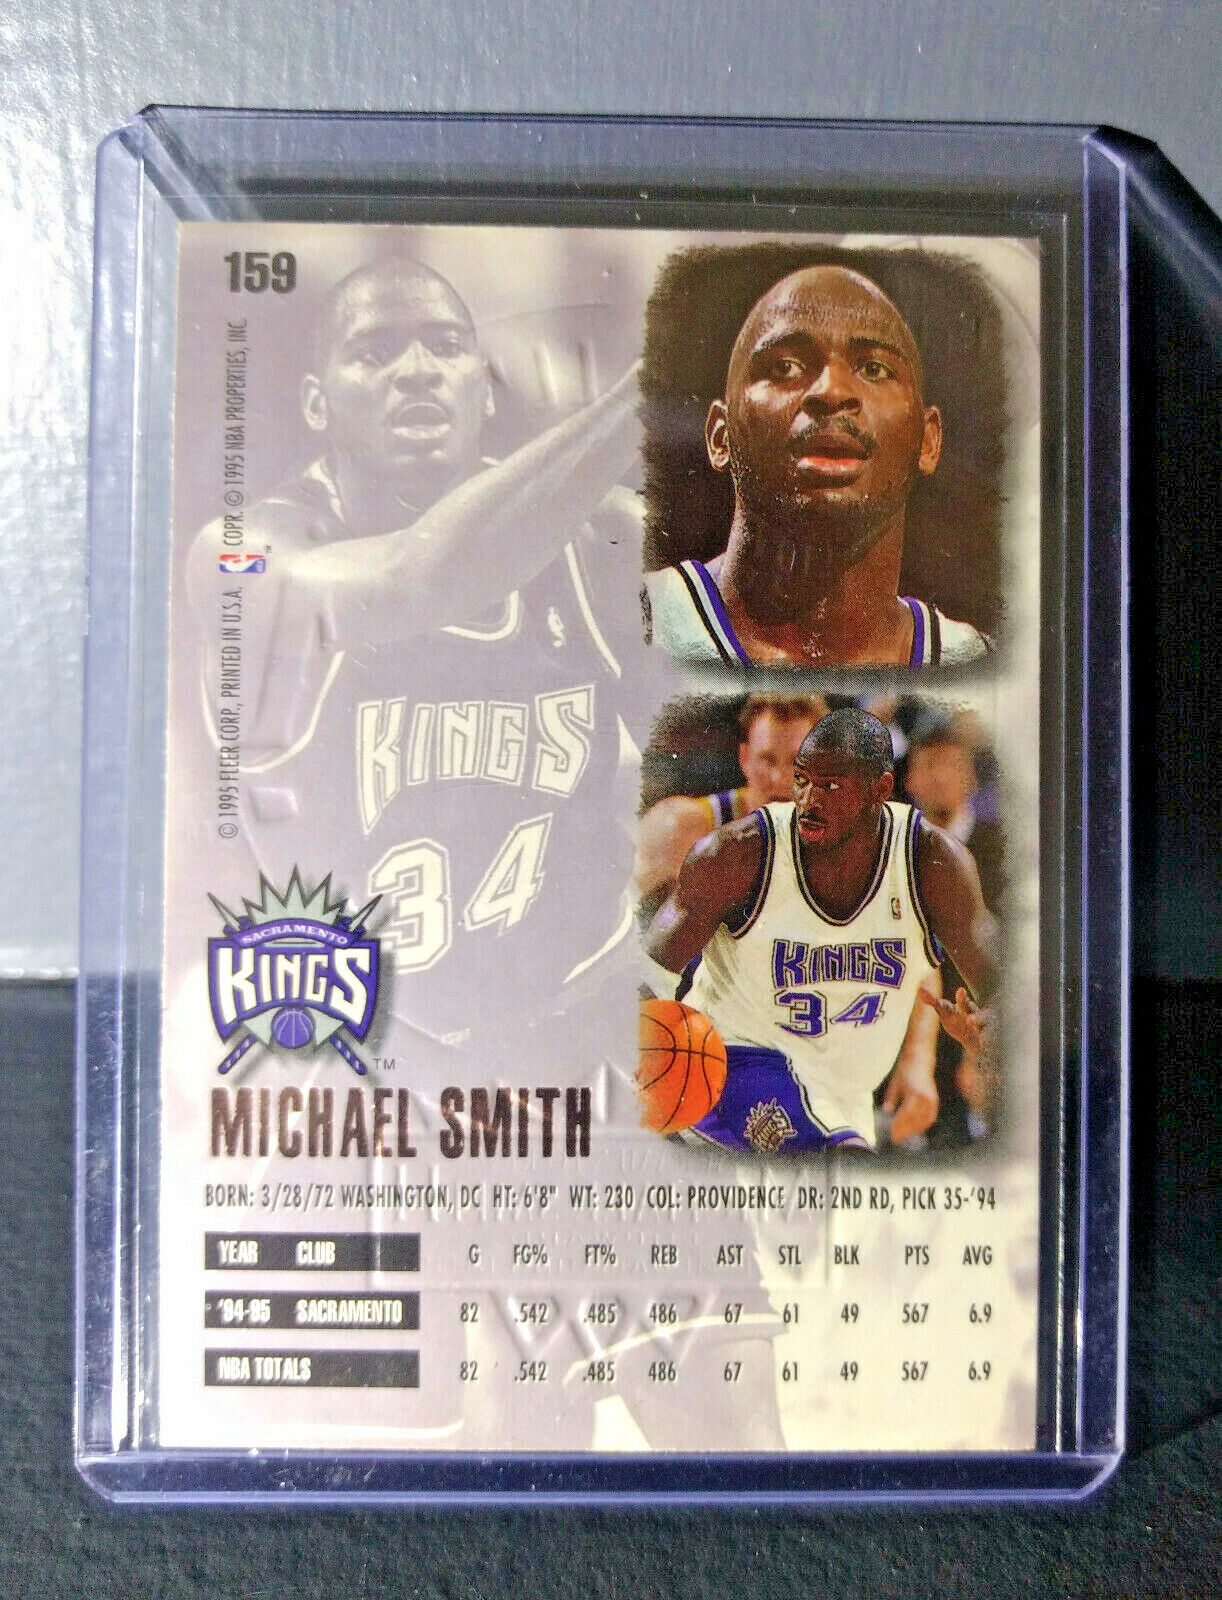 159
© 1995 FLEER CORP., PRINTED IN U.S.A. NBA ™ COPR. © 1995 NBA PROPERTIES, INC.
KINGS
34
KINGS
34
SACRAMENTO
KINGS
™
MICHAEL SMITH
BORN: 3/28/72 WASHINGTON, DC HT: 6'8" WT: 230 COL: PROVIDENCE DR: 2ND RD, PICK 35-'94
YEAR CLUB G FG% FT% REB AST STL BLK PTS AVG
'94-95 SACRAMENTO 82 .542 .485 486 67 61 49 567 6.9
NBA TOTALS 82 .542 .485 486 67 61 49 567 6.9